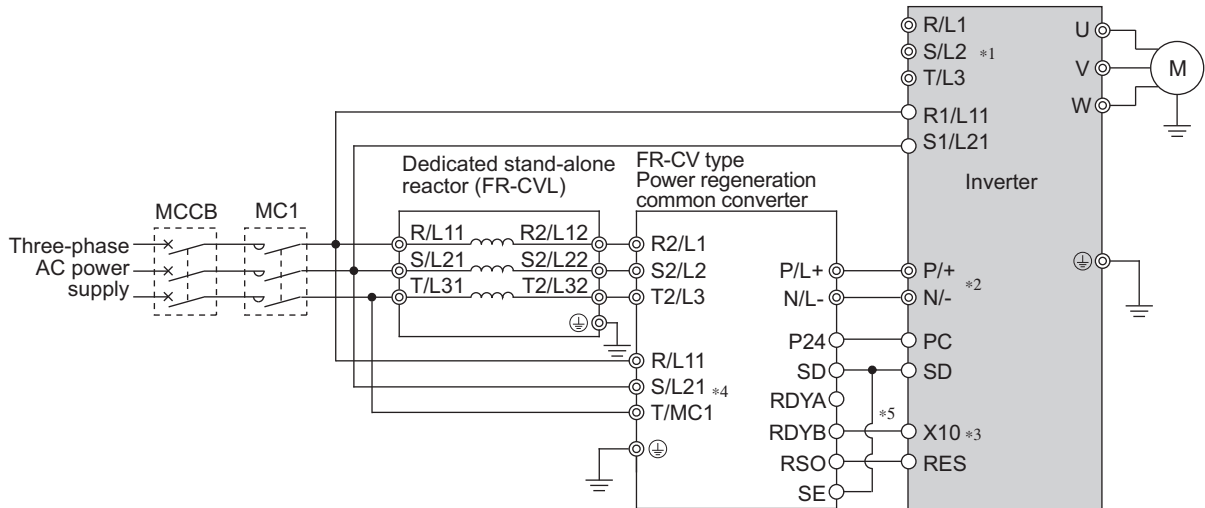 R/L1
S/L2 *1
T/L3
R1/L11
S1/L21
Inverter
U
V
W
M
Dedicated stand-alone
reactor (FR-CVL)
FR-CV type
Power regeneration
common converter
MCCB
MC1
Three-phase
AC power
supply
R/L11
R2/L12
S/L21
S2/L22
T/L31
T2/L32
R2/L1
S2/L2
T2/L3
R/L11
S/L21 *4
T/MC1
P/L+
N/L-
P24
SD
RDYA
RDYB
RSO
SE
*5
P/+
*2
N/-
PC
SD
X10 *3
RES